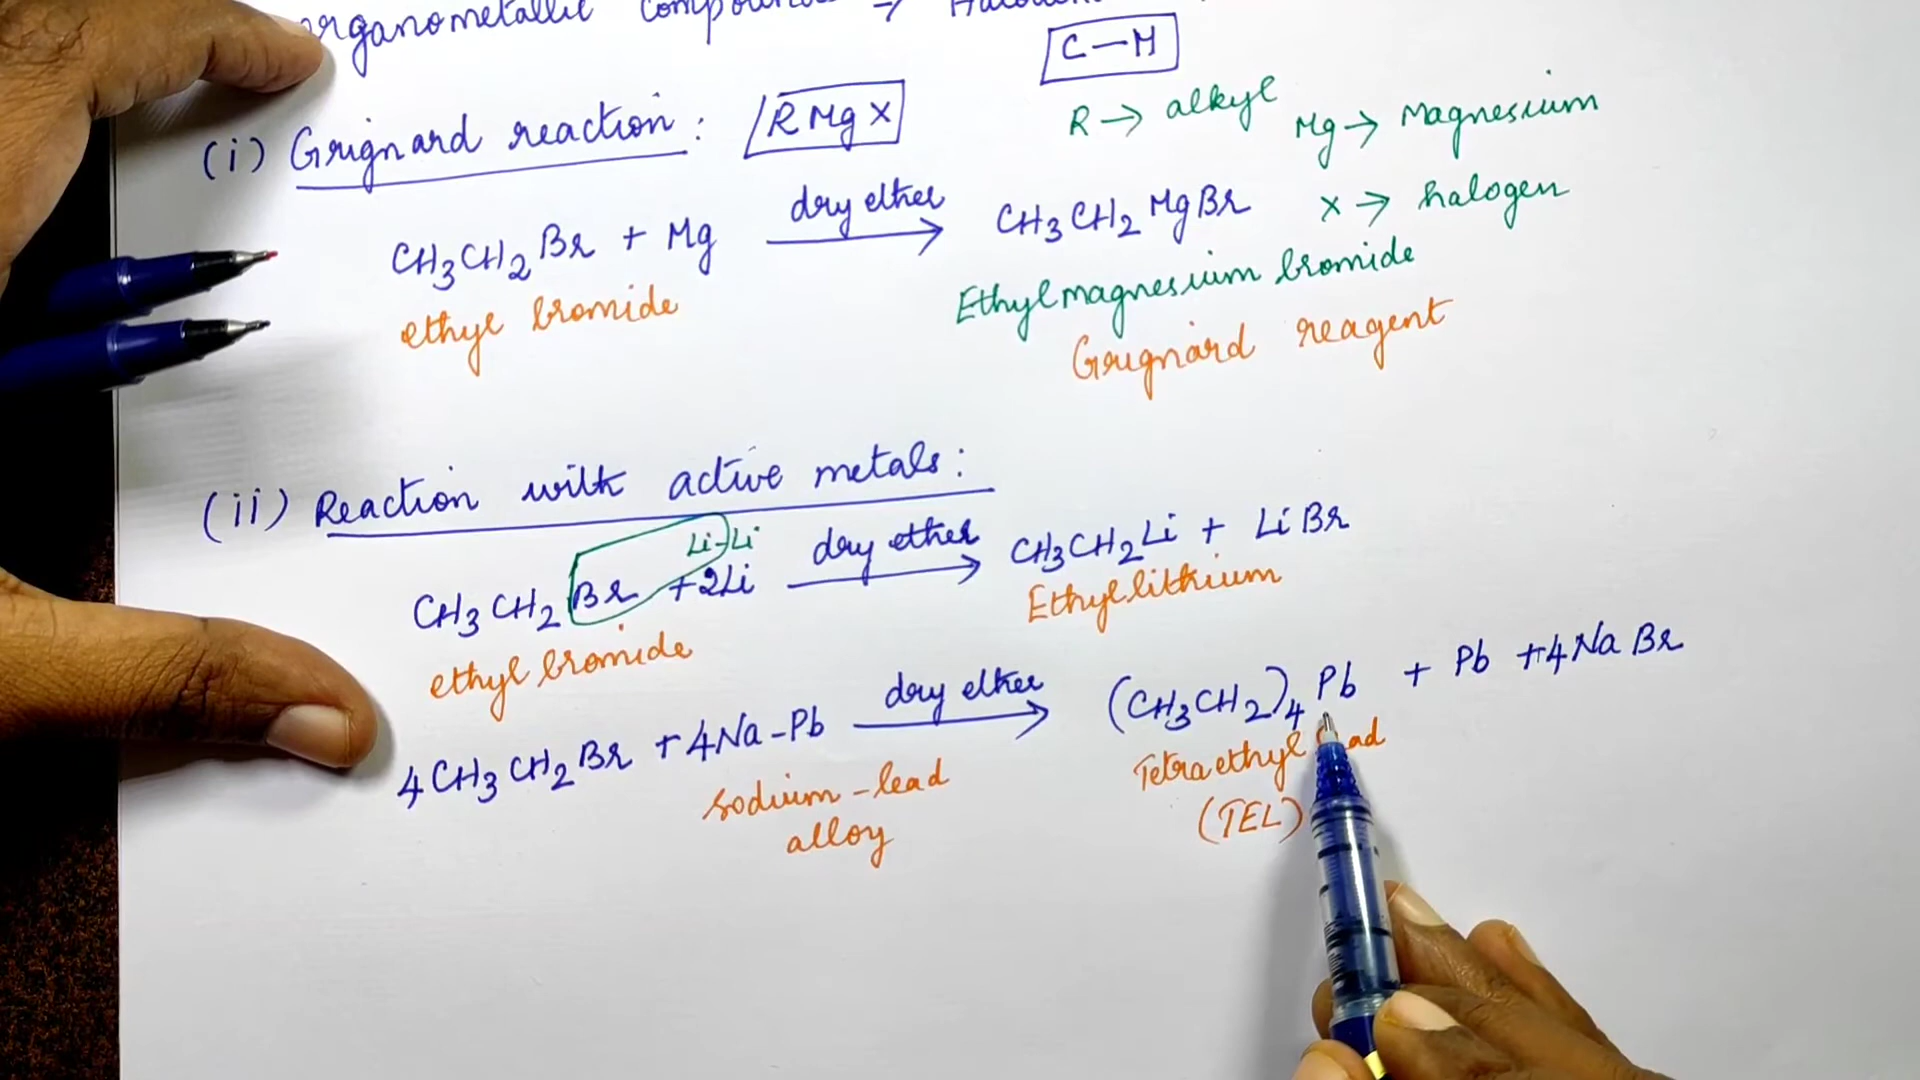 organometallic compounds →
C—M
(i) Grignard reaction : RMgX
R → alkyl Mg → Magnesium
CH₃CH₂Br + Mg dry ether → CH₃CH₂MgBr x → halogen
ethyl bromide Ethylmagnesium bromide
Grignard reagent
(ii) Reaction with active metals :
Li-Li
CH₃CH₂Br +2Li dry ether → CH₃CH₂Li + LiBr
ethyl bromide Ethyllithium
4CH₃CH₂Br + 4Na-Pb dry ether → (CH₃CH₂)₄Pb + Pb +4NaBr
sodium-lead Tetraethyl
alloy (TEL)